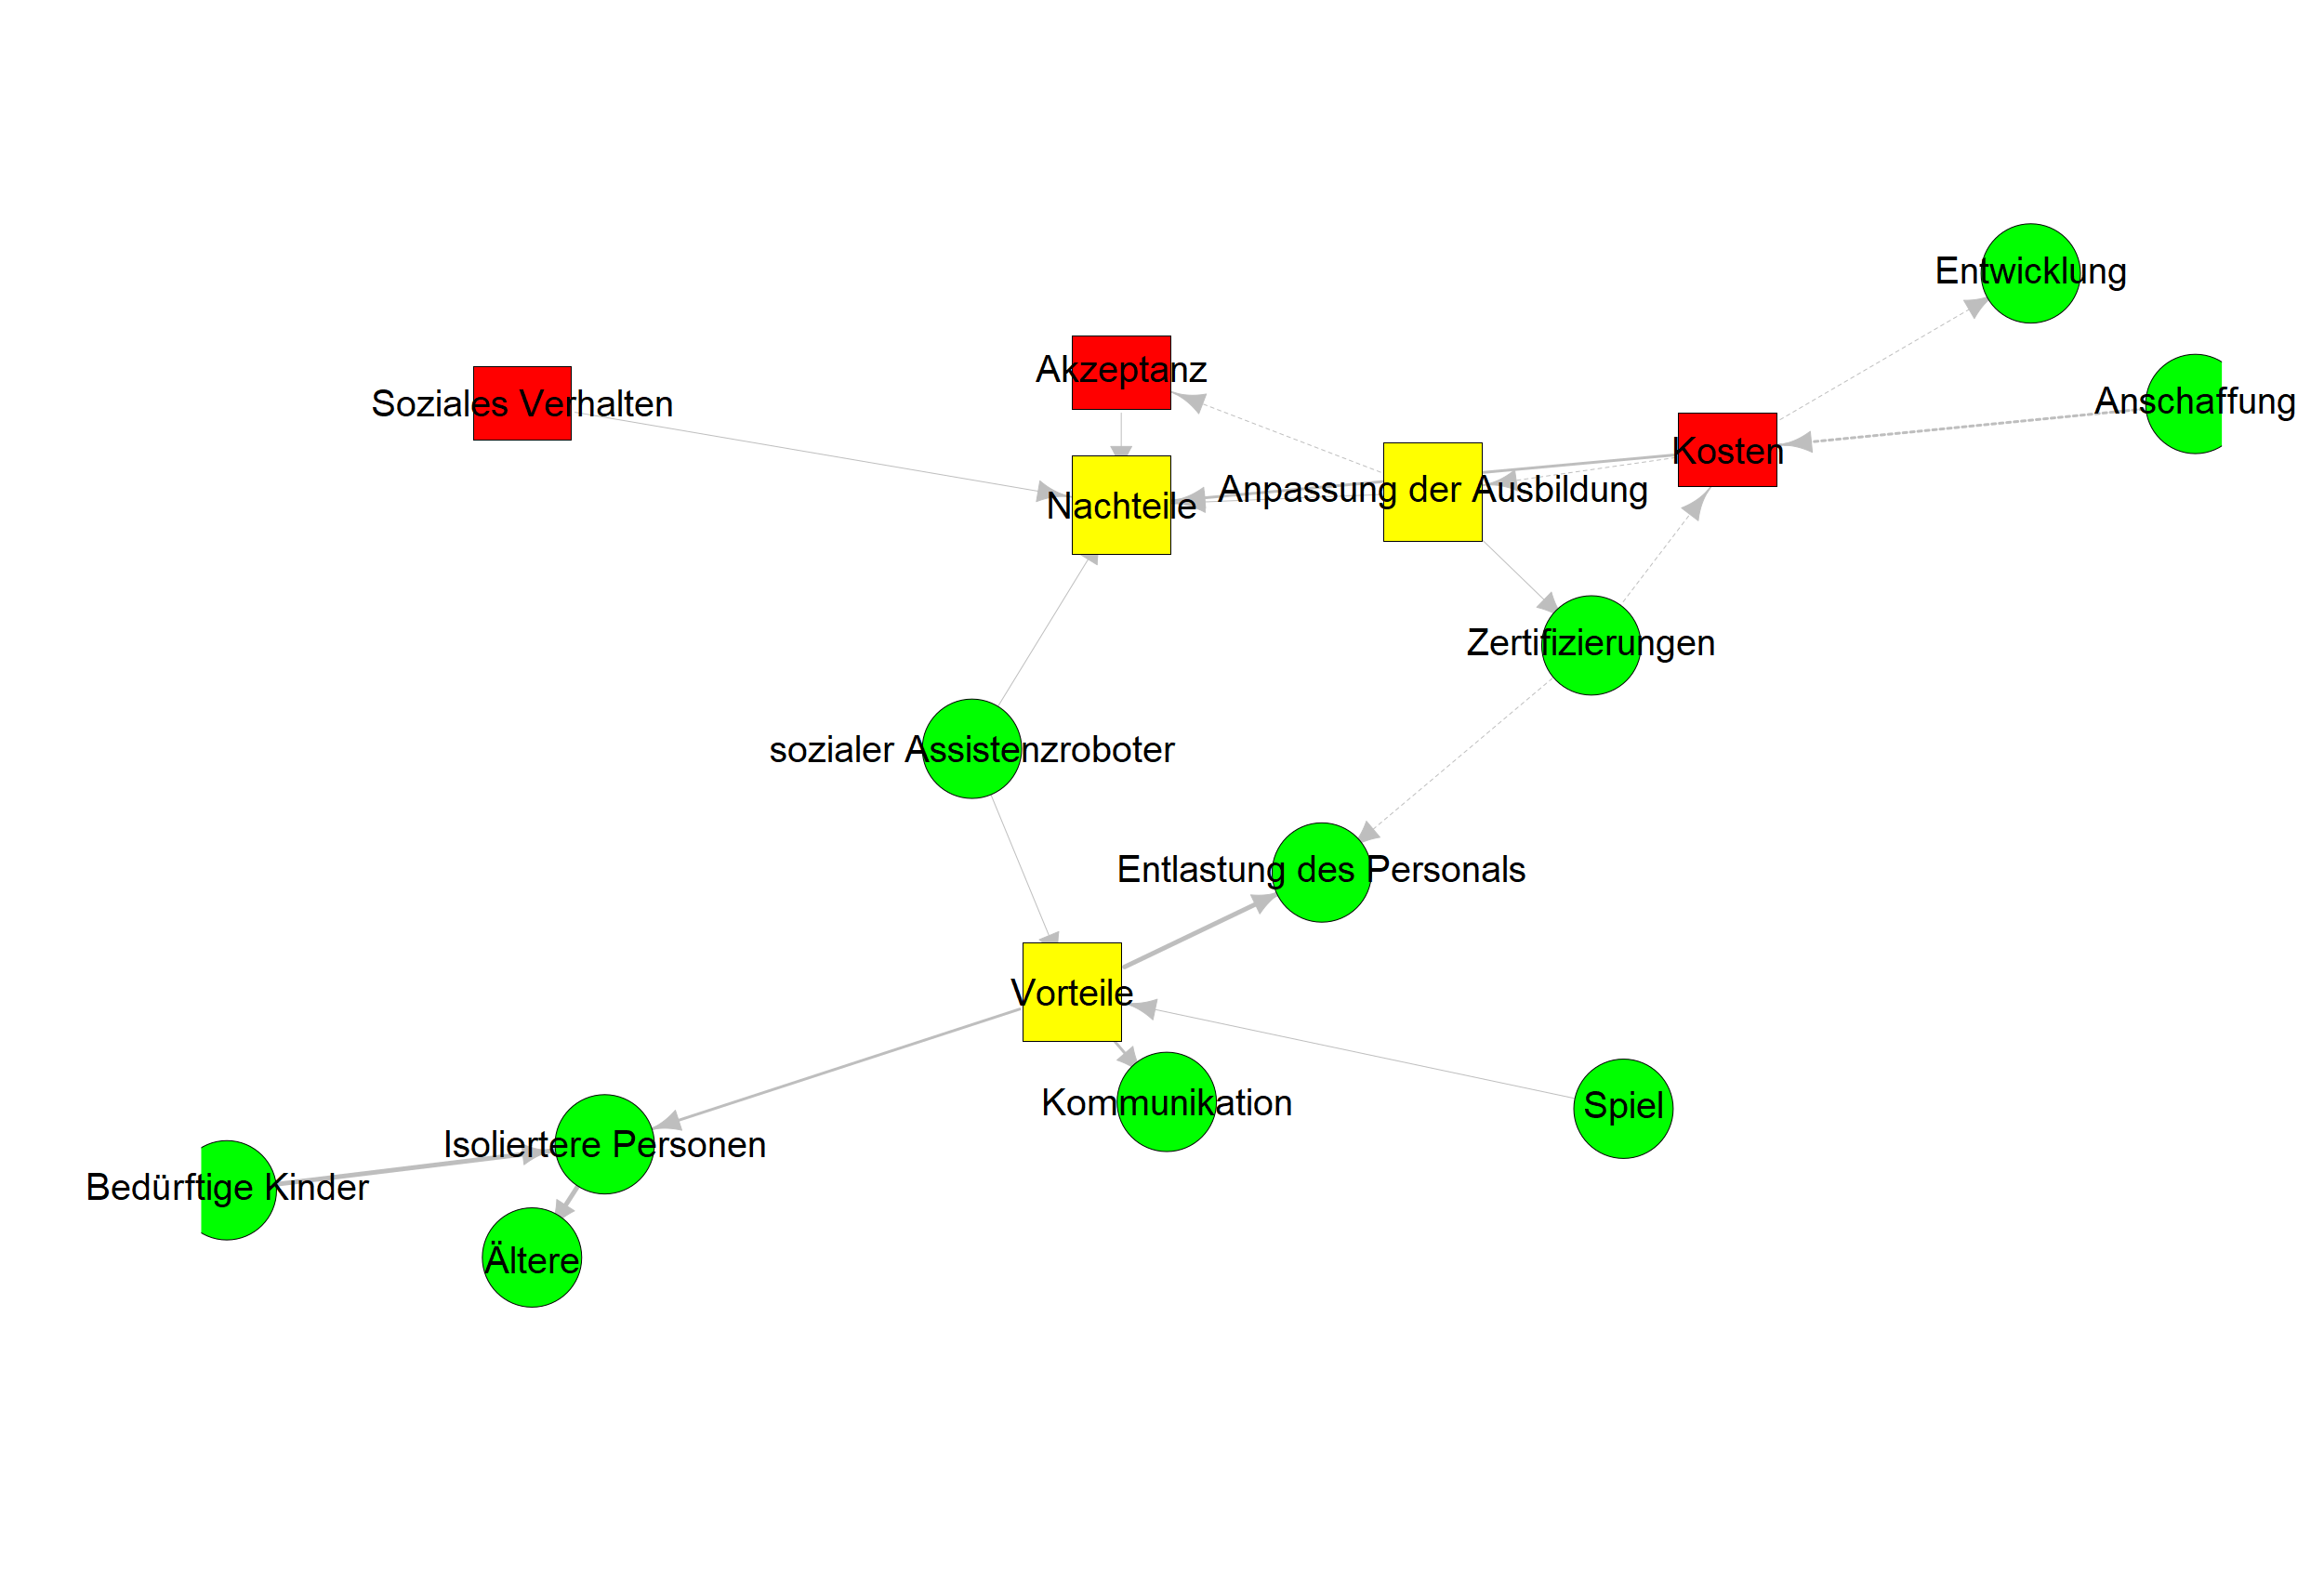 Entwicklung
Akzeptanz
Soziales Verhalten
Anschaffung
Kosten
Anpassung der Ausbildung
Nachteile
Zertifizierungen
sozialer Assistenzroboter
Entlastung des Personals
Vorteile
Kommunikation
Spiel
Isoliertere Personen
Bedürftige Kinder
Ältere